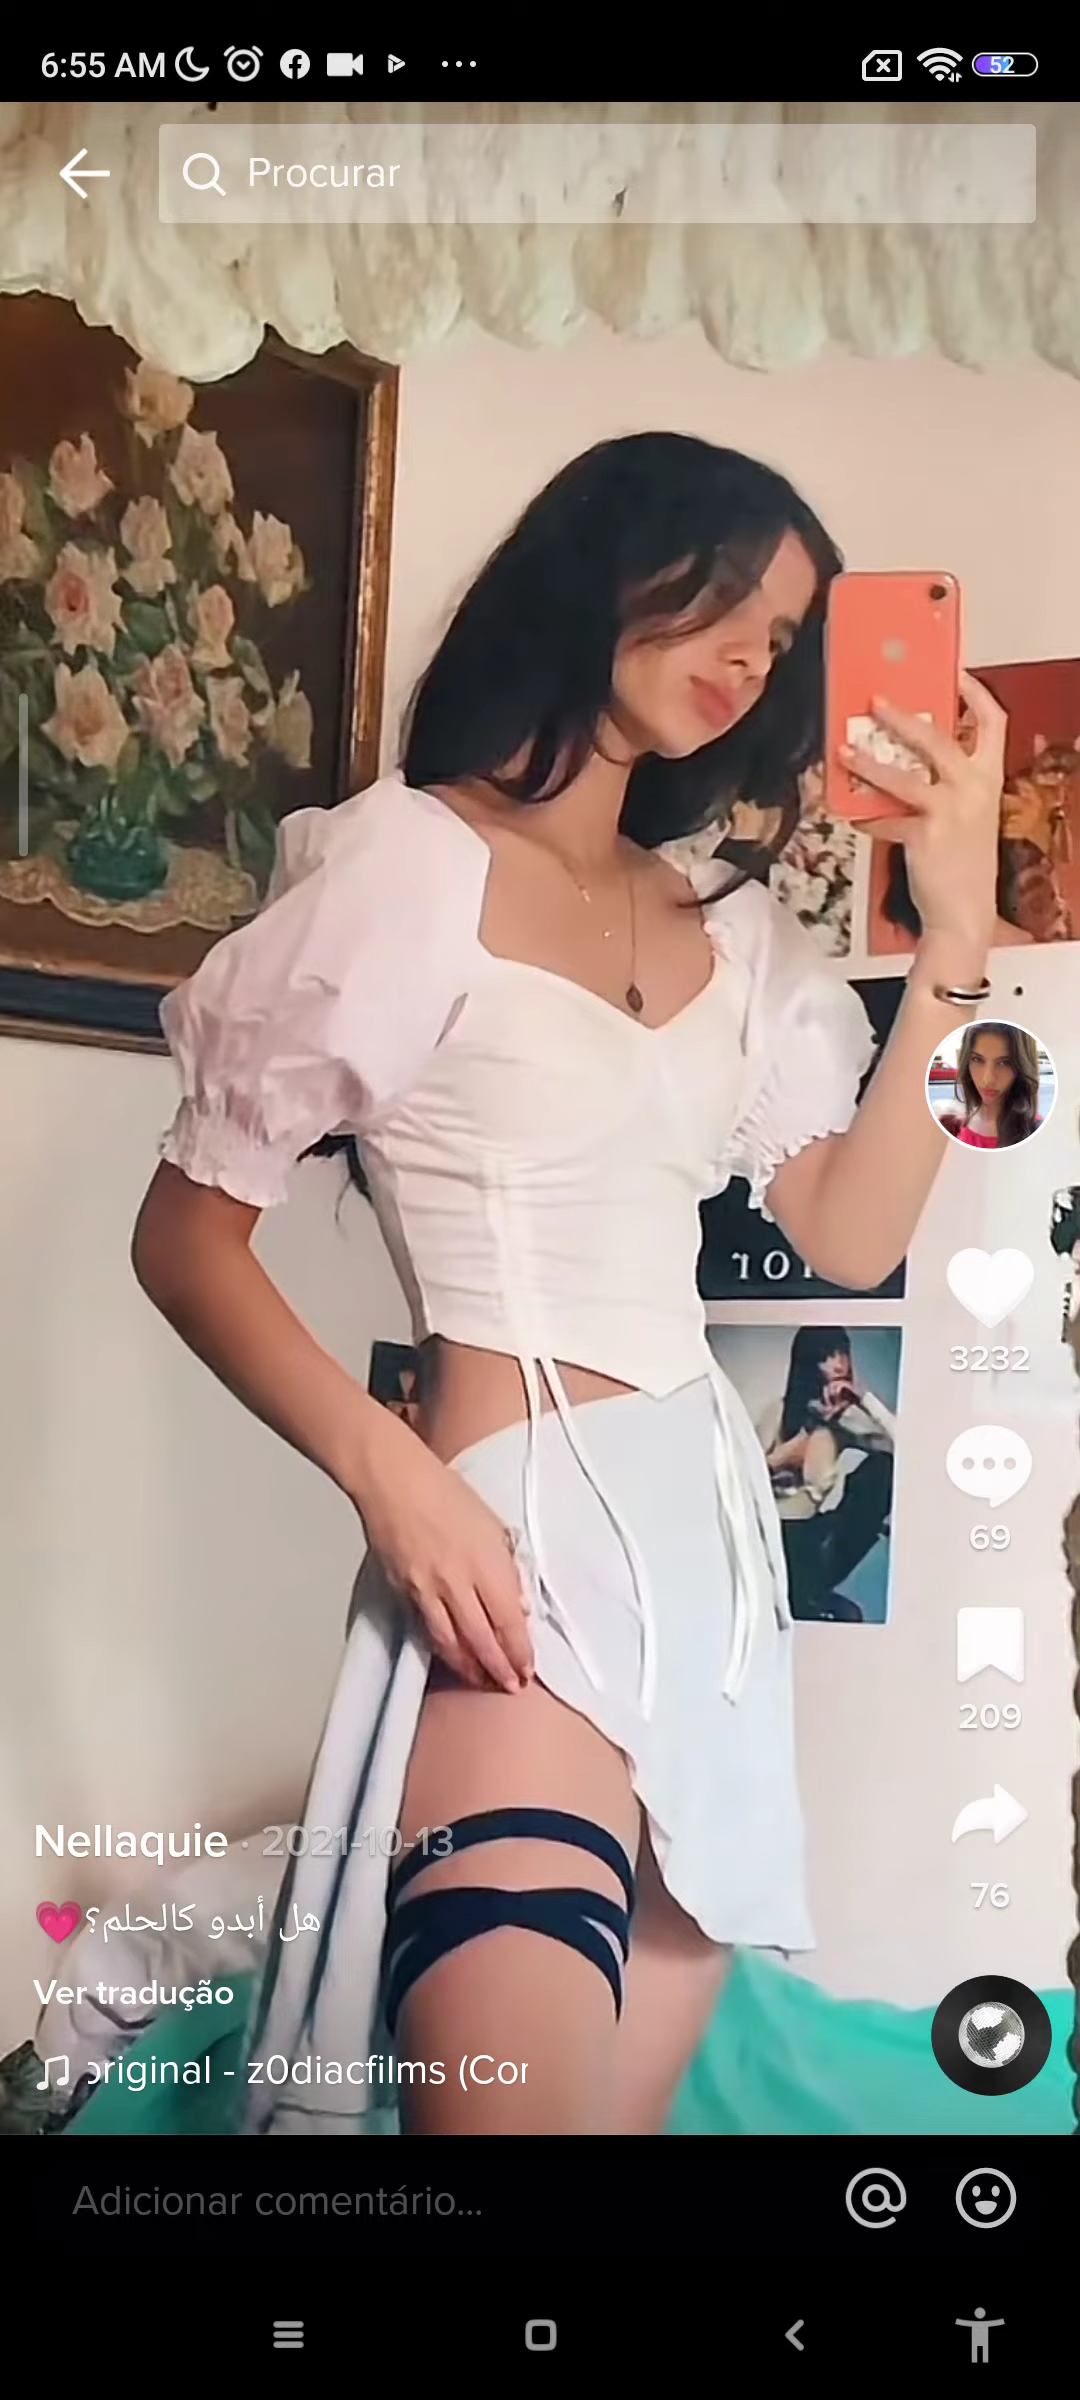 6:55 AM
52
Procurar
3232
69
209
76
Nellaquie · 2021-10-13
هل أبدو كالحلم؟💗
Ver tradução
original - z0diacfilms (Cor
Adicionar comentário...